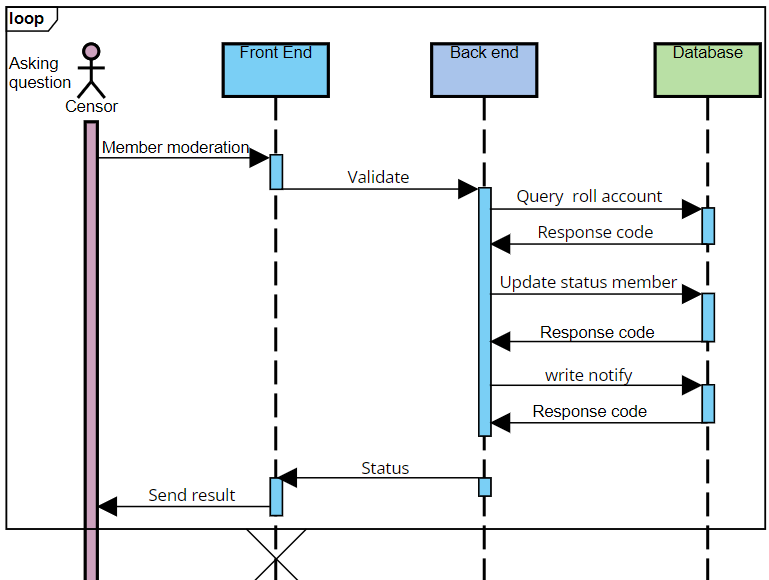 loop
Asking
question
Censor
Front End
Back end
Database
Member moderation
Validate
Query  roll account
Response code
Update status member
Response code
write notify
Response code
Status
Send result